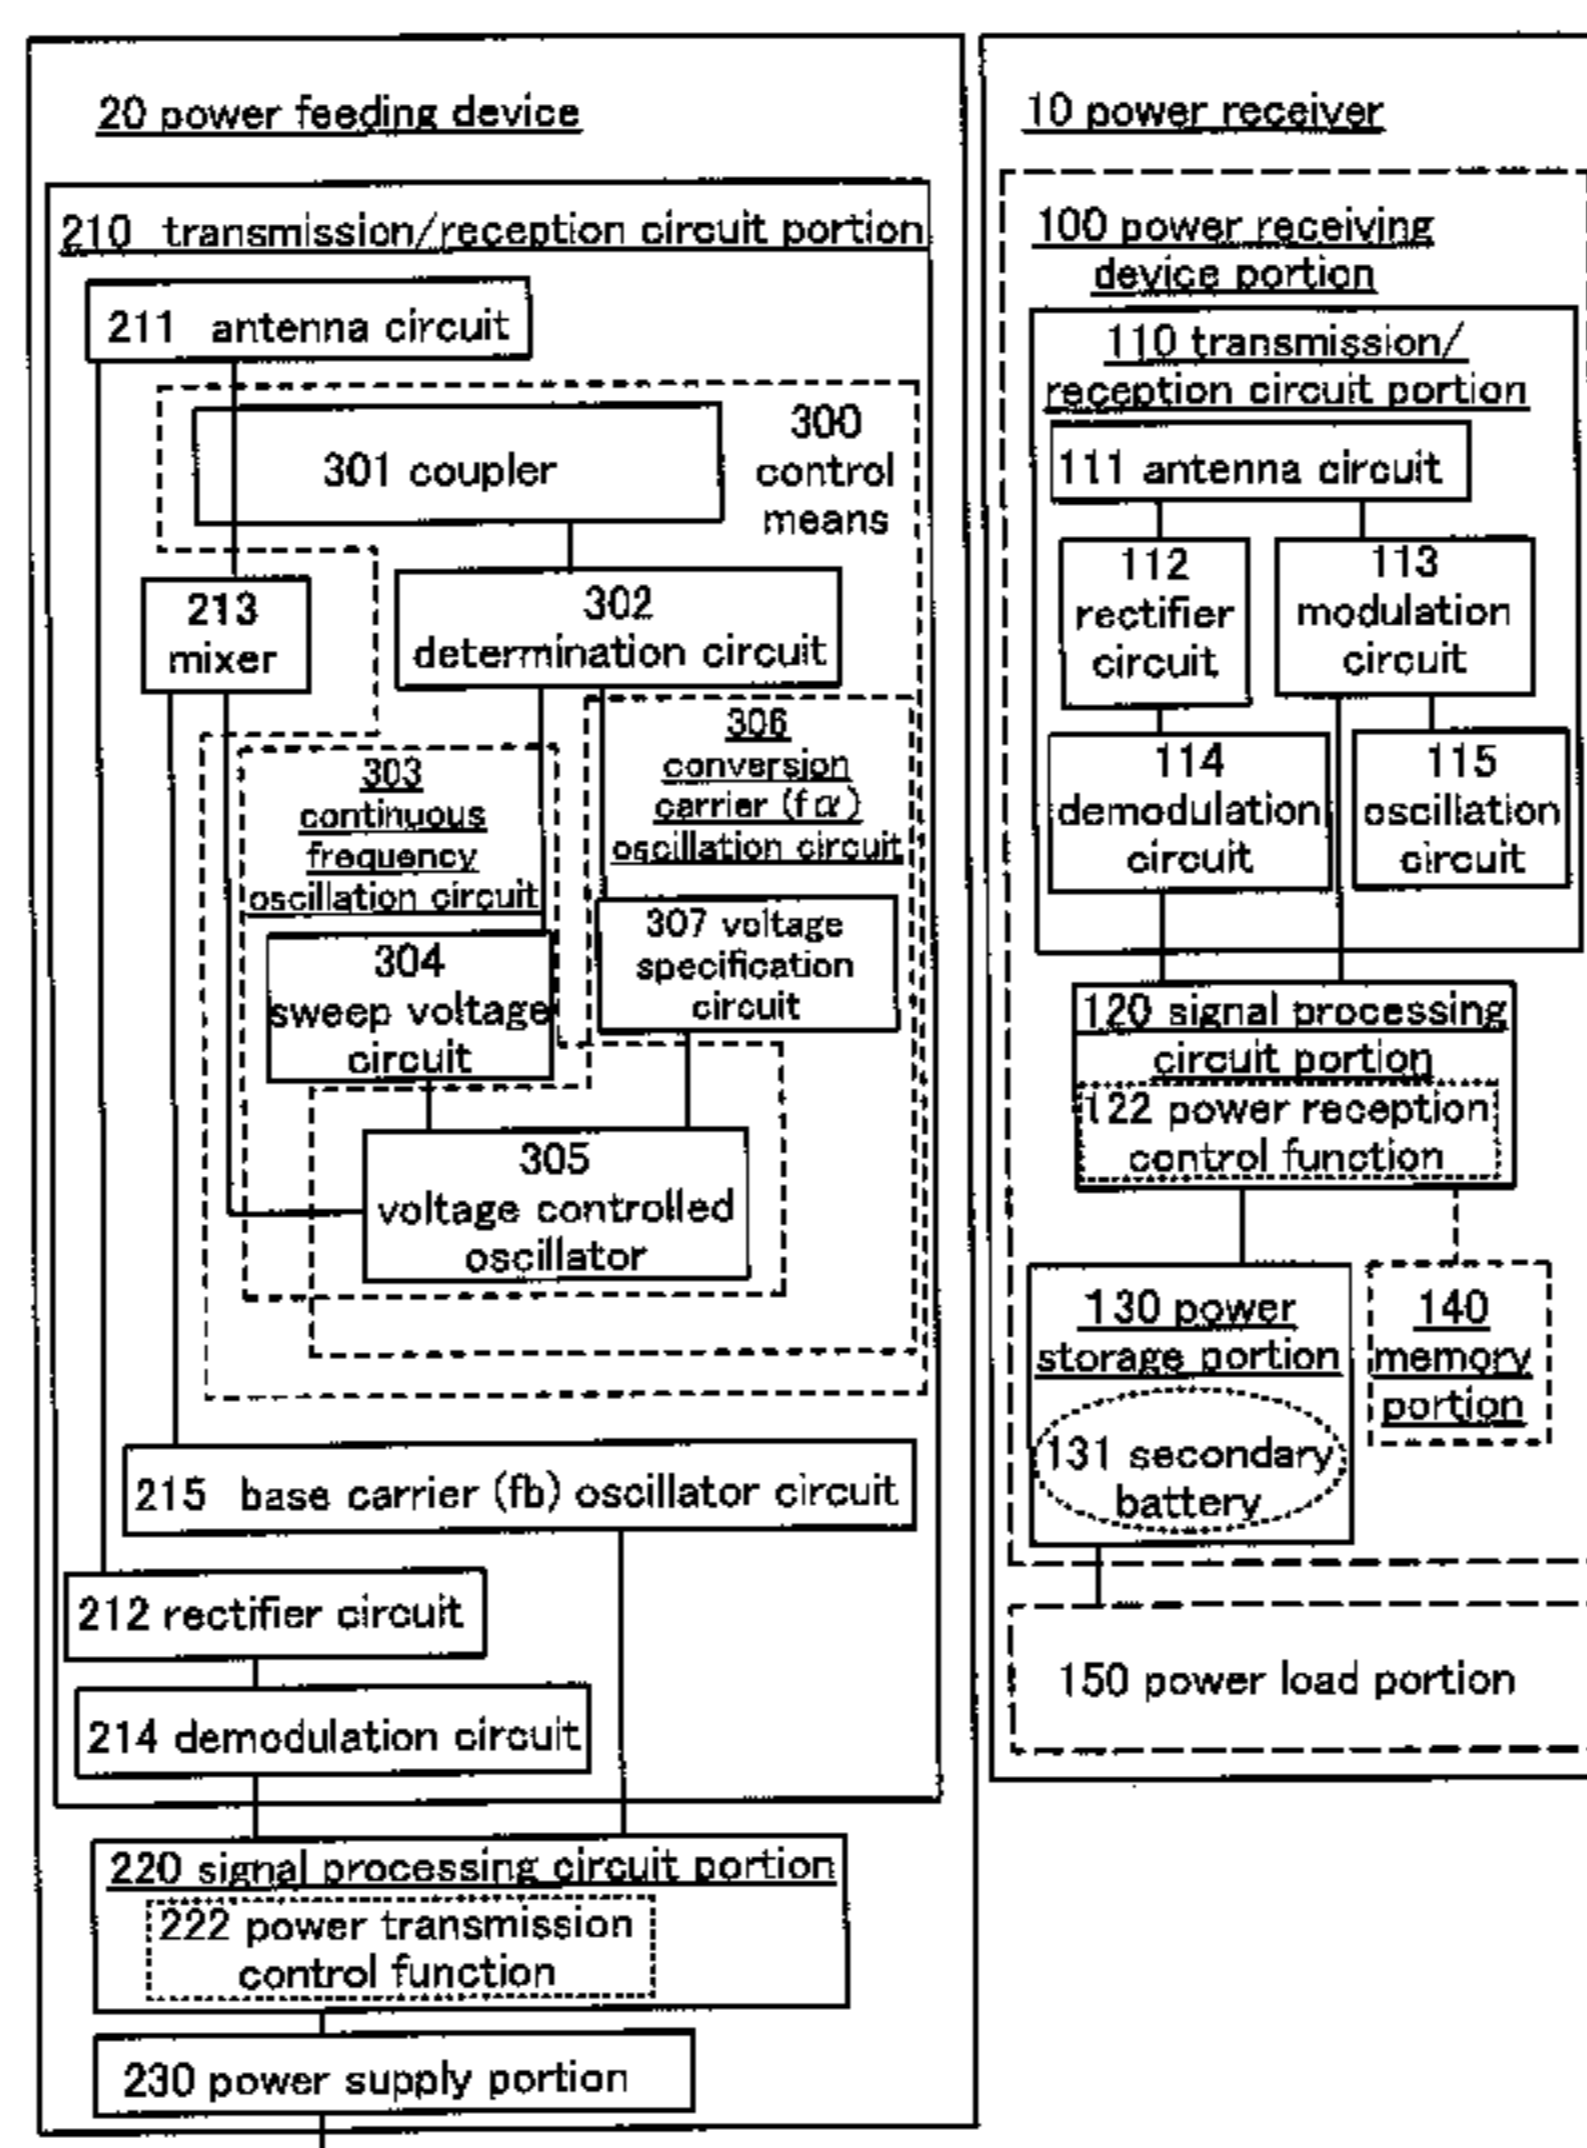 20 power feeding device
210 transmission/reception circuit portion
211 antenna circuit
301 coupler
300
control
means
213
mixer
302
determination circuit
303
continuous
frequency
oscillation circuit
306
conversion
carrier (fα)
oscillation circuit
304
sweep voltage
circuit
307 voltage
specification
circuit
305
voltage controlled
oscillator
215 base carrier (fb) oscillator circuit
212 rectifier circuit
214 demodulation circuit
220 signal processing circuit portion
222 power transmission
control function
230 power supply portion
10 power receiver
100 power receiving
device portion
110 transmission/
reception circuit portion
111 antenna circuit
112
rectifier
circuit
113
modulation
circuit
114
demodulation
circuit
115
oscillation
circuit
120 signal processing
circuit portion
122 power reception
control function
130 power
storage portion
131 secondary
battery
140
memory
portion
150 power load portion